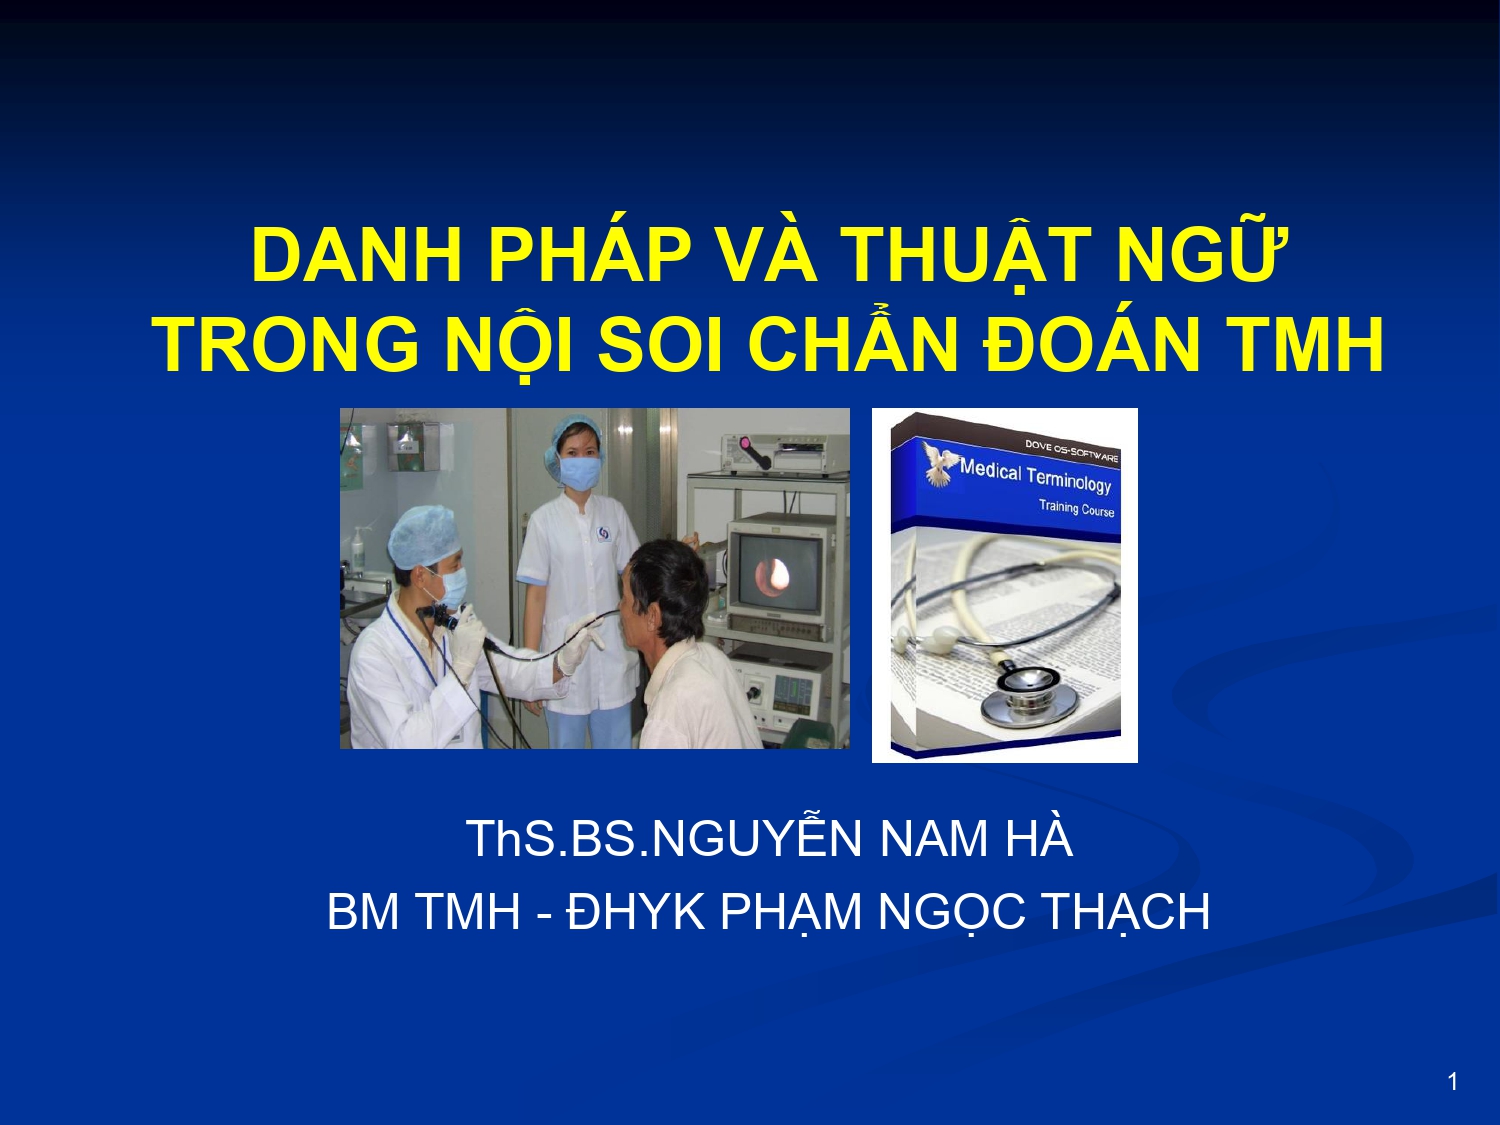 DANH PHÁP VÀ THUẬT NGỮ
TRONG NỘI SOI CHẨN ĐOÁN TMH
DOVE OS-SOFTWARE
Medical Terminology
Training Course
ThS.BS.NGUYỄN NAM HÀ
BM TMH - ĐHYK PHẠM NGỌC THẠCH
1